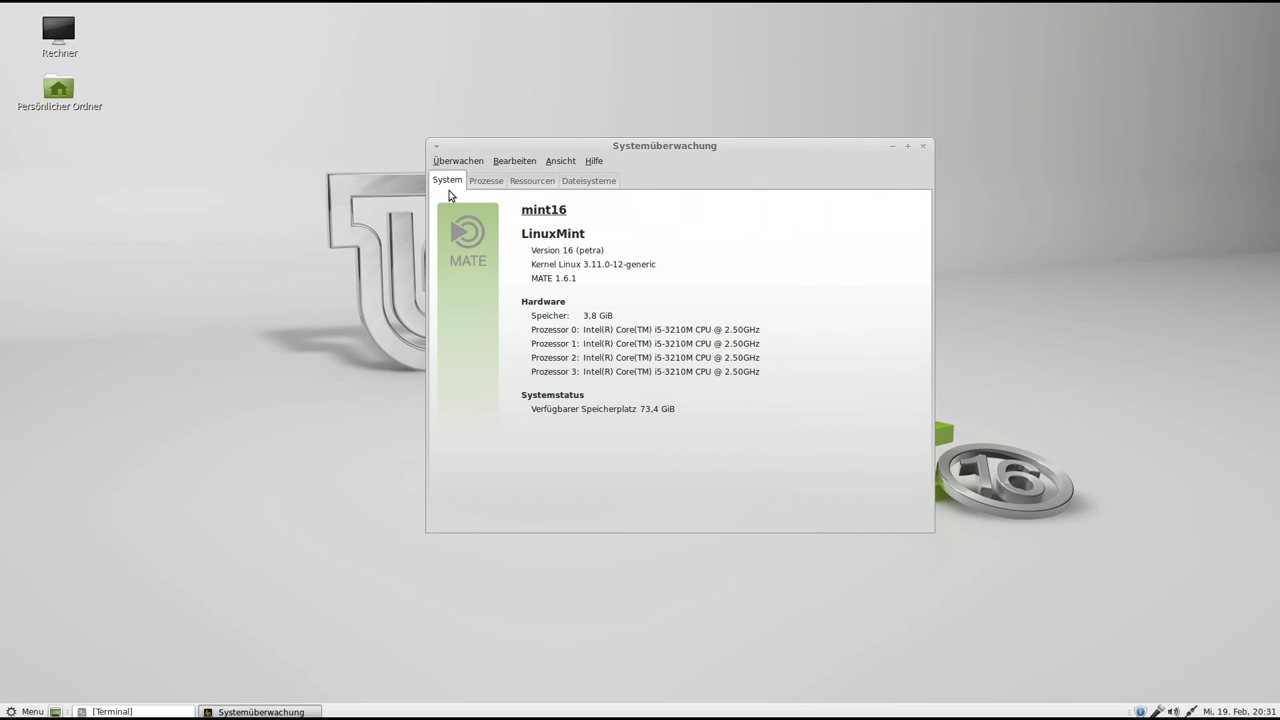 Rechner
Persönlicher Ordner
Systemüberwachung
Überwachen Bearbeiten Ansicht Hilfe
System Prozesse Ressourcen Dateisysteme
MATE
mint16
LinuxMint
Version 16 (petra)
Kernel Linux 3.11.0-12-generic
MATE 1.6.1
Hardware
Speicher: 3,8 GiB
Prozessor 0: Intel(R) Core(TM) i5-3210M CPU @ 2.50GHz
Prozessor 1: Intel(R) Core(TM) i5-3210M CPU @ 2.50GHz
Prozessor 2: Intel(R) Core(TM) i5-3210M CPU @ 2.50GHz
Prozessor 3: Intel(R) Core(TM) i5-3210M CPU @ 2.50GHz
Systemstatus
Verfügbarer Speicherplatz 73,4 GiB
16
Menu [Terminal] Systemüberwachung Mi, 19. Feb, 20:31